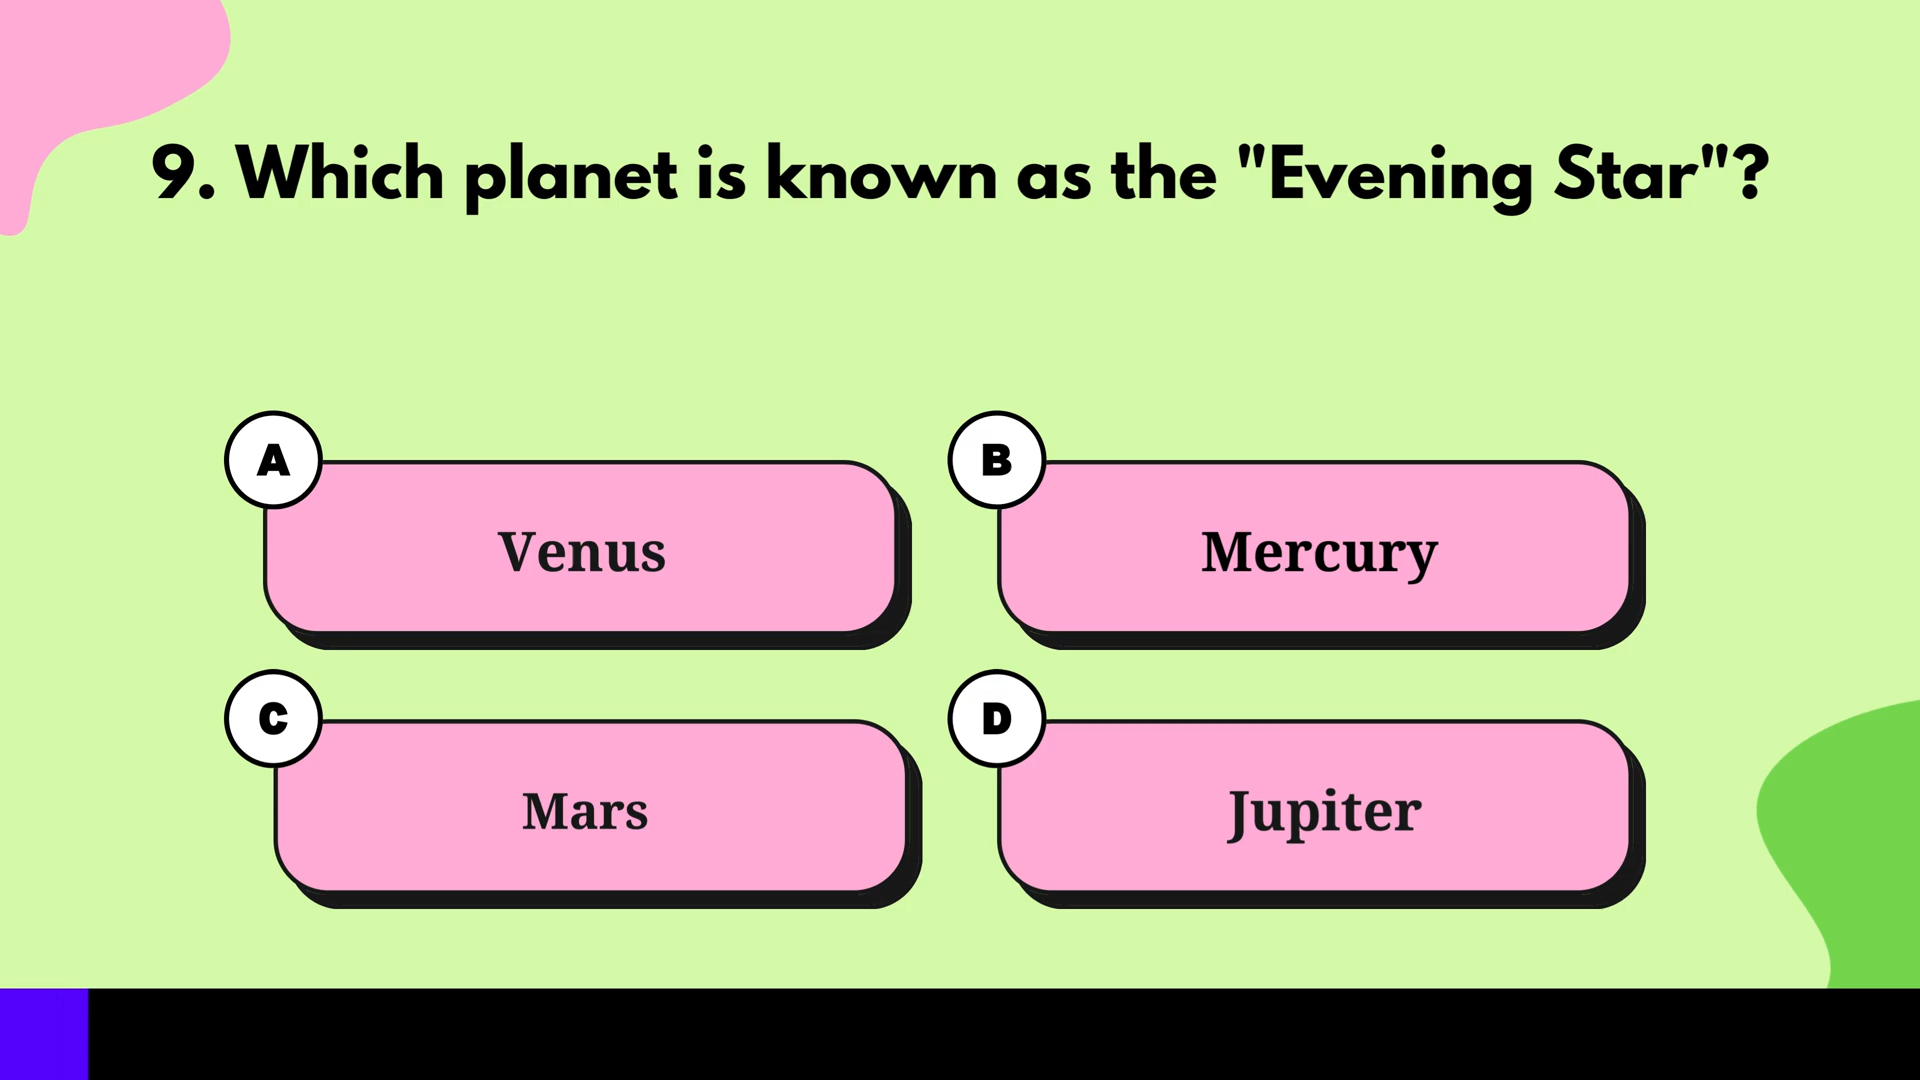 9. Which planet is known as the "Evening Star"?
A
Venus
B
Mercury
C
Mars
D
Jupiter